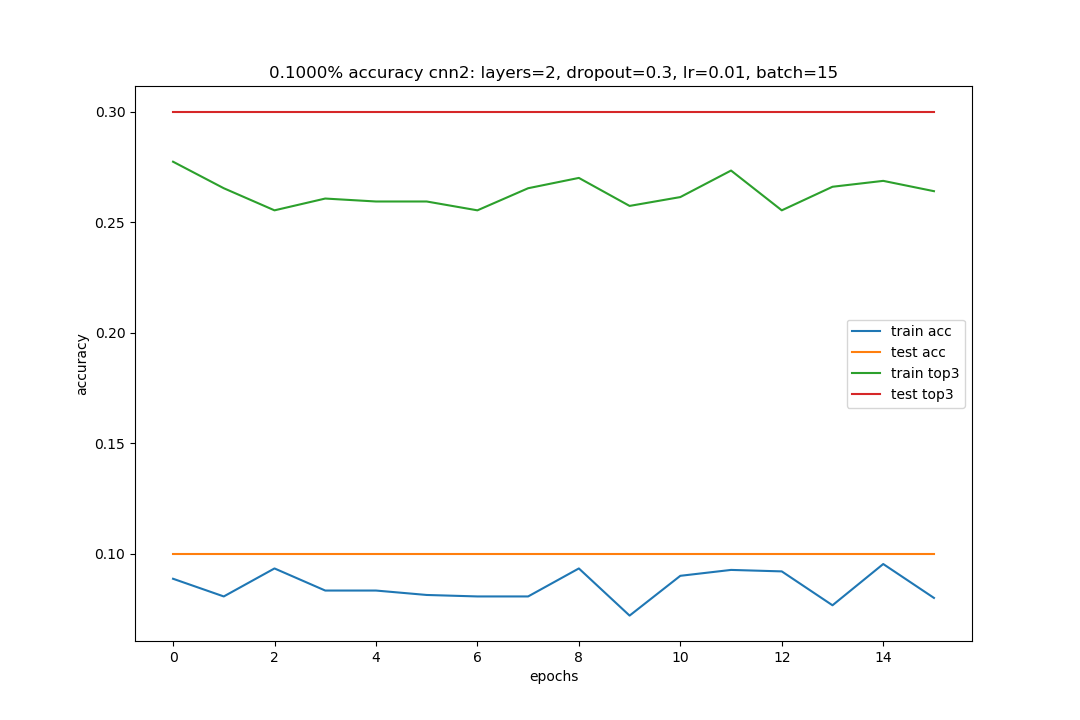 0.1000% accuracy cnn2: layers=2, dropout=0.3, lr=0.01, batch=15
0.30
0.25
0.20
0.15
0.10
accuracy
train acc
test acc
train top3
test top3
0 2 4 6 8 10 12 14
epochs